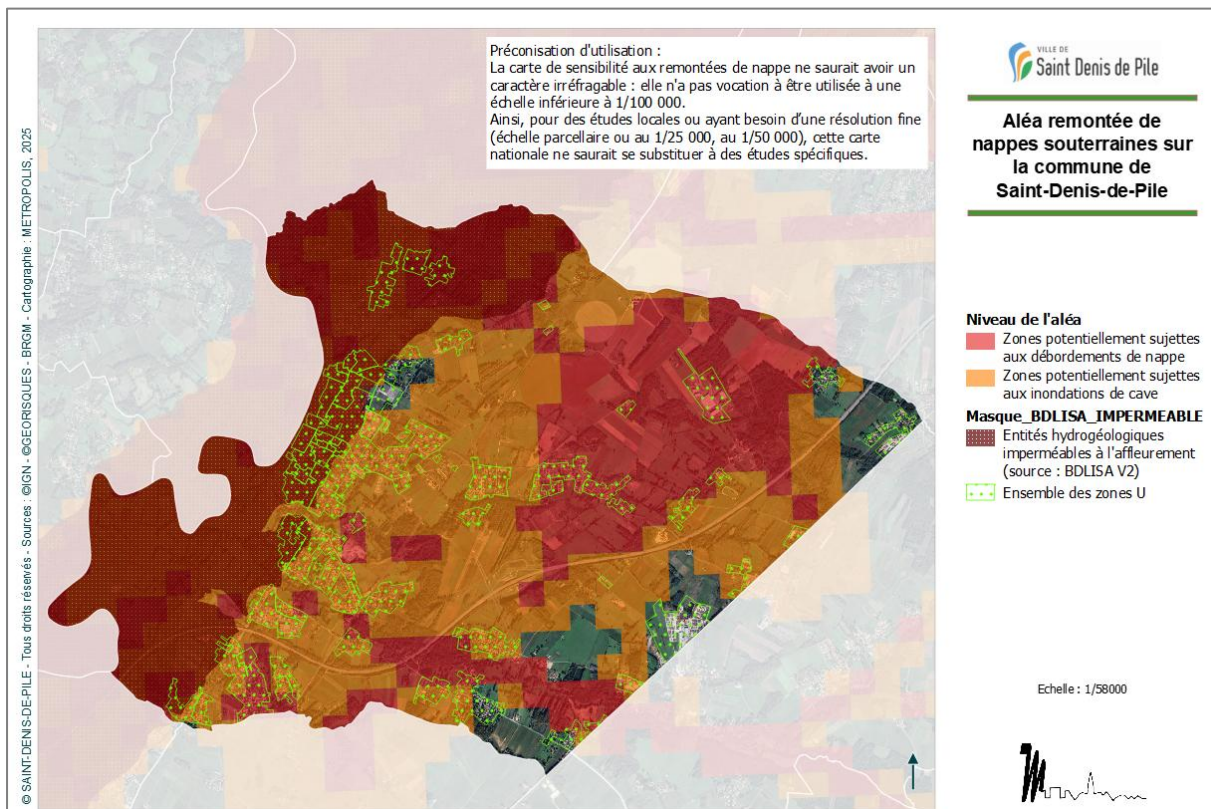 Préconisation d'utilisation :
La carte de sensibilité aux remontées de nappe ne saurait avoir un
caractère irréfragable : elle n'a pas vocation à être utilisée à une
échelle inférieure à 1/100 000.
Ainsi, pour des études locales ou ayant besoin d'une résolution fine
(échelle parcellaire ou au 1/25 000, au 1/50 000), cette carte
nationale ne saurait se substituer à des études spécifiques.
VILLE DE
Saint Denis de Pile
Aléa remontée de
nappes souterraines sur
la commune de
Saint-Denis-de-Pile
Niveau de l'aléa
Zones potentiellement sujettes
aux débordements de nappe
Zones potentiellement sujettes
aux inondations de cave
Masque_BDLISA_IMPERMEABLE
Entités hydrogéologiques
imperméables à l'affleurement
(source : BDLISA V2)
Ensemble des zones U
Echelle : 1/58000
© SAINT-DENIS-DE-PILE - Tous droits réservés - Sources : ©IGN - ©GEORISQUES - BRGM - Cartographie : METROPOLIS, 2025